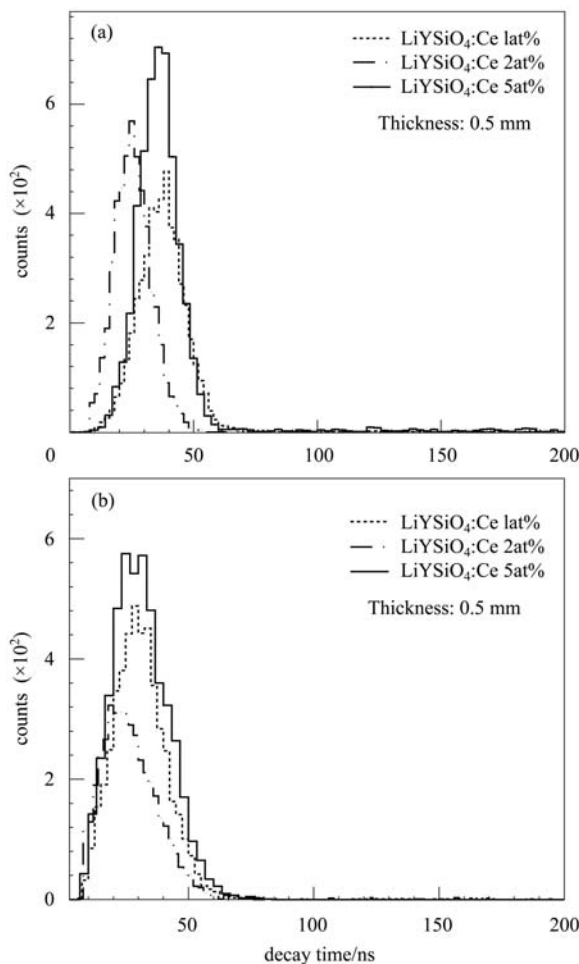 (a)
LiYSiO₄:Ce lat%
LiYSiO₄:Ce 2at%
LiYSiO₄:Ce 5at%
Thickness: 0.5 mm
6
4
2
counts (×10²)
0 50 100 150 200
(b)
LiYSiO₄:Ce lat%
LiYSiO₄:Ce 2at%
LiYSiO₄:Ce 5at%
Thickness: 0.5 mm
6
4
2
0
counts (×10²)
50 100 150 200
decay time/ns